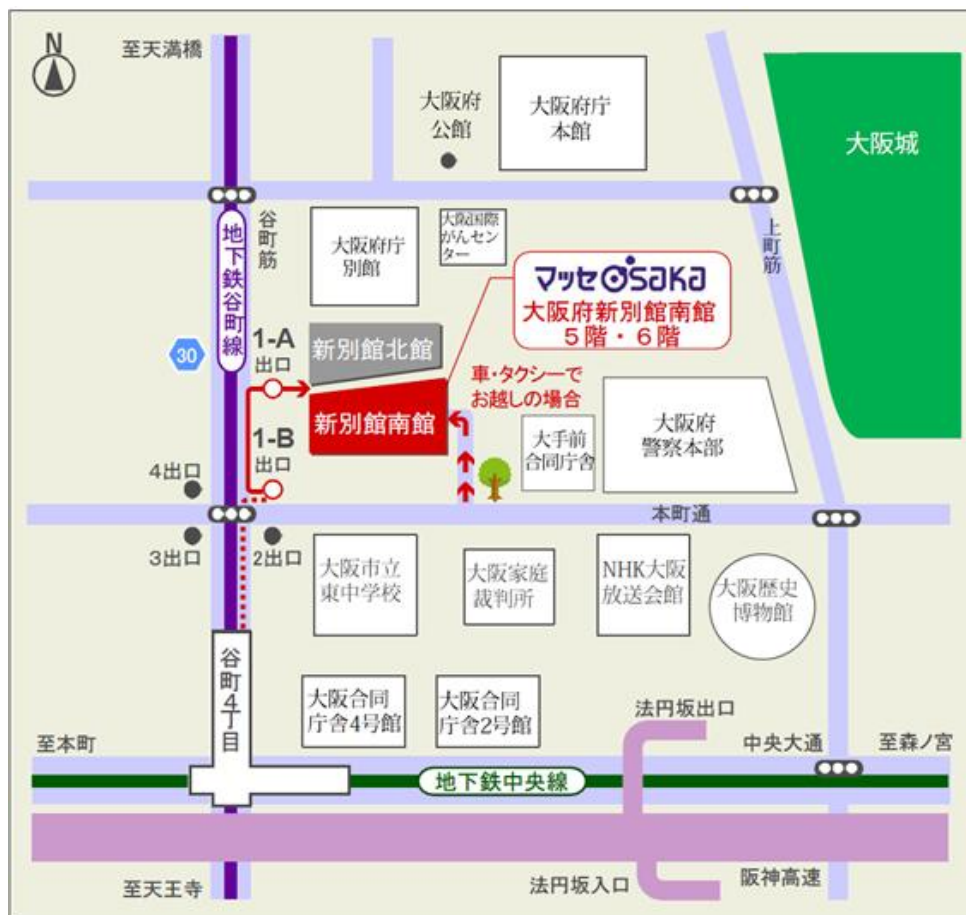 N
至天満橋
大阪府
公館
大阪府庁
本館
大阪城
谷町筋
地下鉄谷町線
大阪府庁
別館
大阪国際
がんセン
ター
上町筋
マッセOSAKA
大阪府新別館南館
5階・6階
30
1-A
出口
新別館北館
車・タクシーで
お越しの場合
新別館南館
1-B
出口
大手前
合同庁舎
大阪府
警察本部
4出口
本町通
3出口
2出口
大阪市立
東中学校
大阪家庭
裁判所
NHK大阪
放送会館
大阪歴史
博物館
谷町4丁目
大阪合同
庁舎4号館
大阪合同
庁舎2号館
法円坂出口
至本町
中央大通
至森ノ宮
地下鉄中央線
至天王寺
法円坂入口
阪神高速